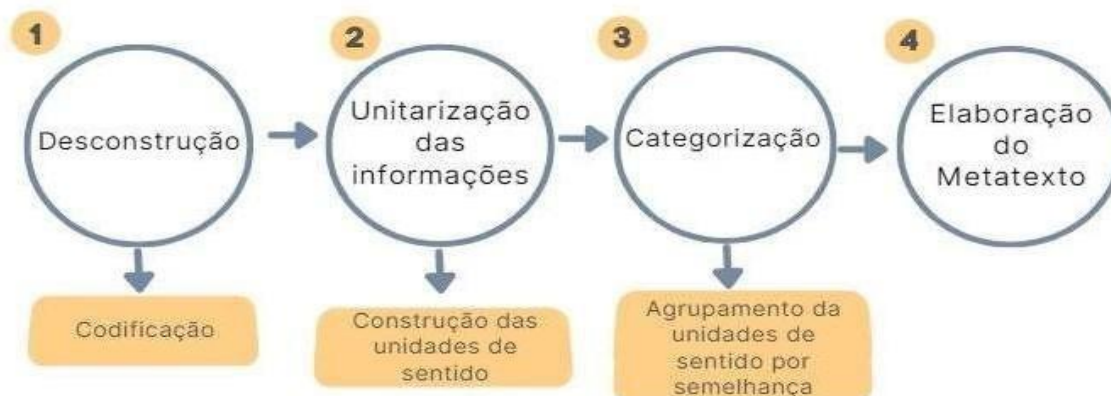 1
Desconstrução
Codificação
2
Unitarização
das
informações
Construção das
unidades de
sentido
3
Categorização
Agrupamento da
unidades de
sentido por
semelhança
4
Elaboração
do
Metatexto